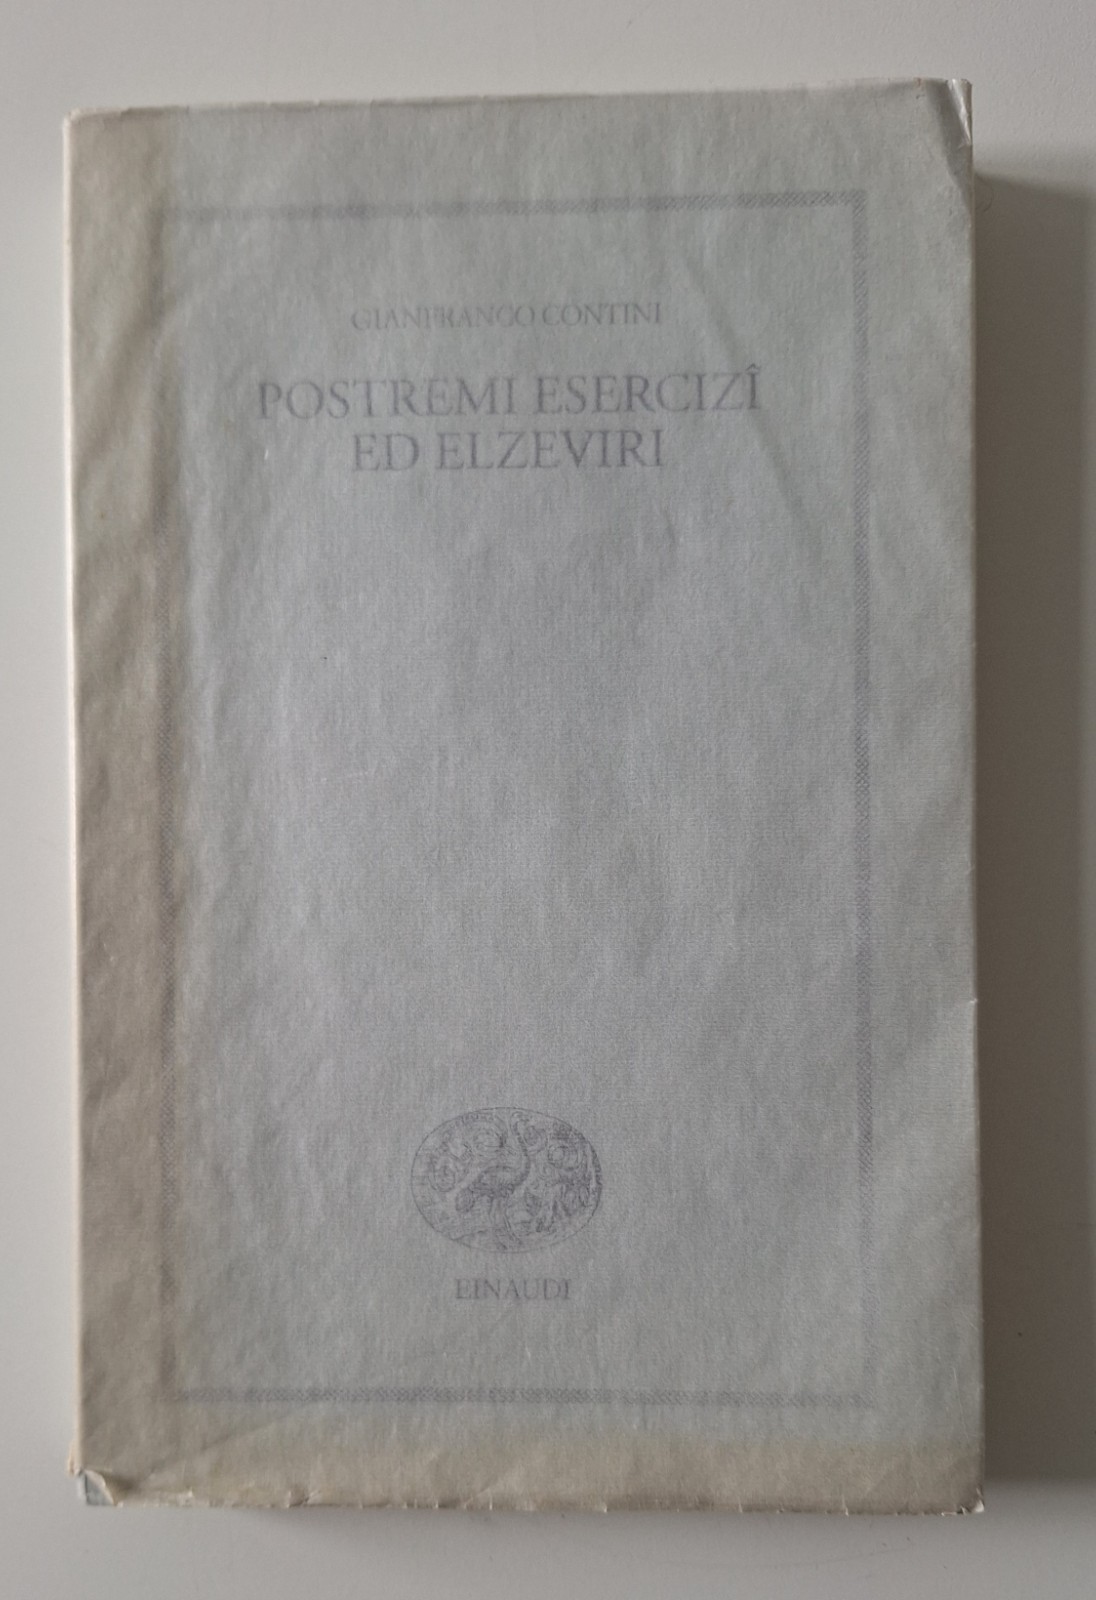 GIANFRANCO CONTINI
POSTREMI ESERCIZÎ
ED ELZEVIRI
EINAUDI